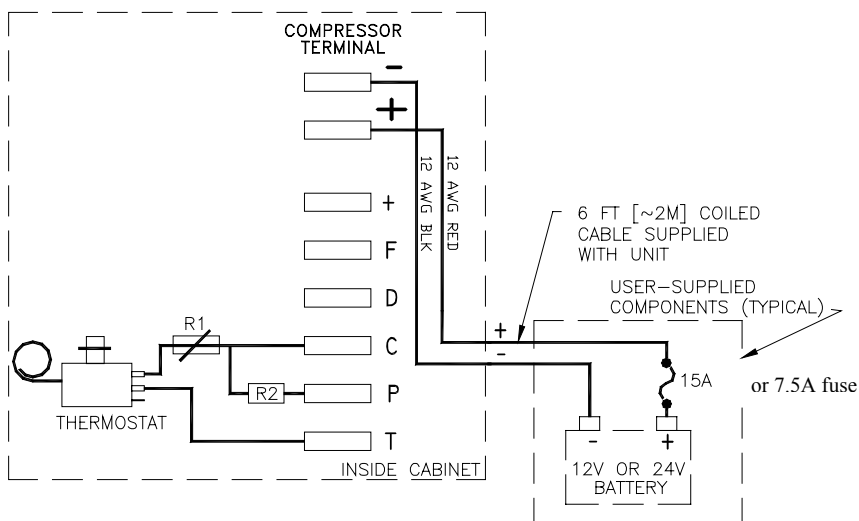 COMPRESSOR
TERMINAL
-
+
12 AWG BLK
12 AWG RED
+
F
D
C
P
T
R1
R2
THERMOSTAT
INSIDE CABINET
6 FT [~2M] COILED
CABLE SUPPLIED
WITH UNIT
USER-SUPPLIED
COMPONENTS (TYPICAL)
+
-
15A
or 7.5A fuse
- +
12V OR 24V
BATTERY